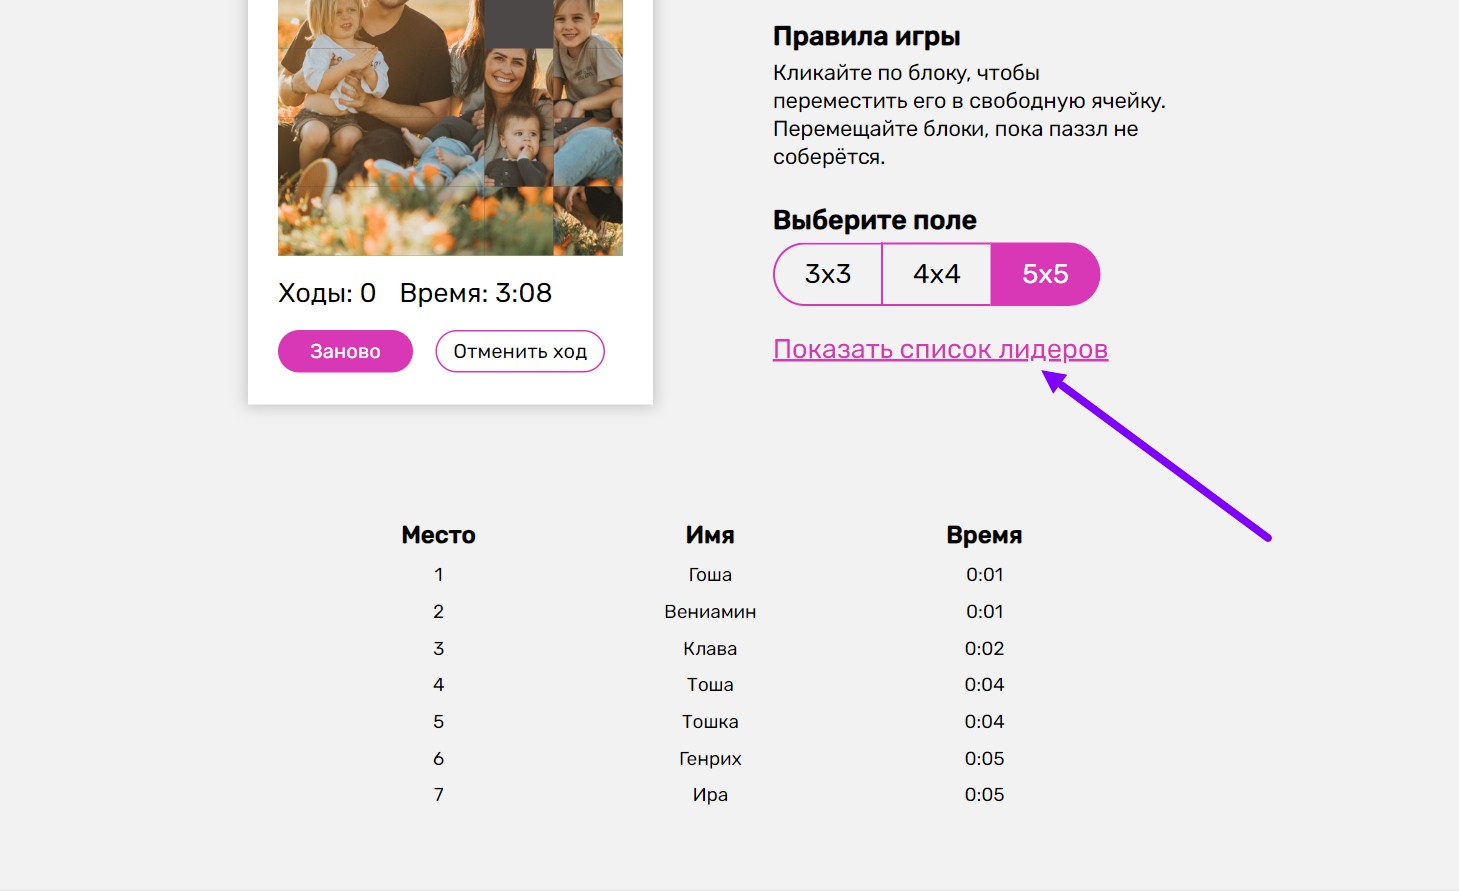 Правила игры
Кликайте по блоку, чтобы
переместить его в свободную ячейку.
Перемещайте блоки, пока паззл не
соберётся.
Выберите поле
3x3 4x4 5x5
Показать список лидеров
Ходы: 0 Время: 3:08
Заново Отменить ход
Место Имя Время
1 Гоша 0:01
2 Вениамин 0:01
3 Клава 0:02
4 Тоша 0:04
5 Тошка 0:04
6 Генрих 0:05
7 Ира 0:05